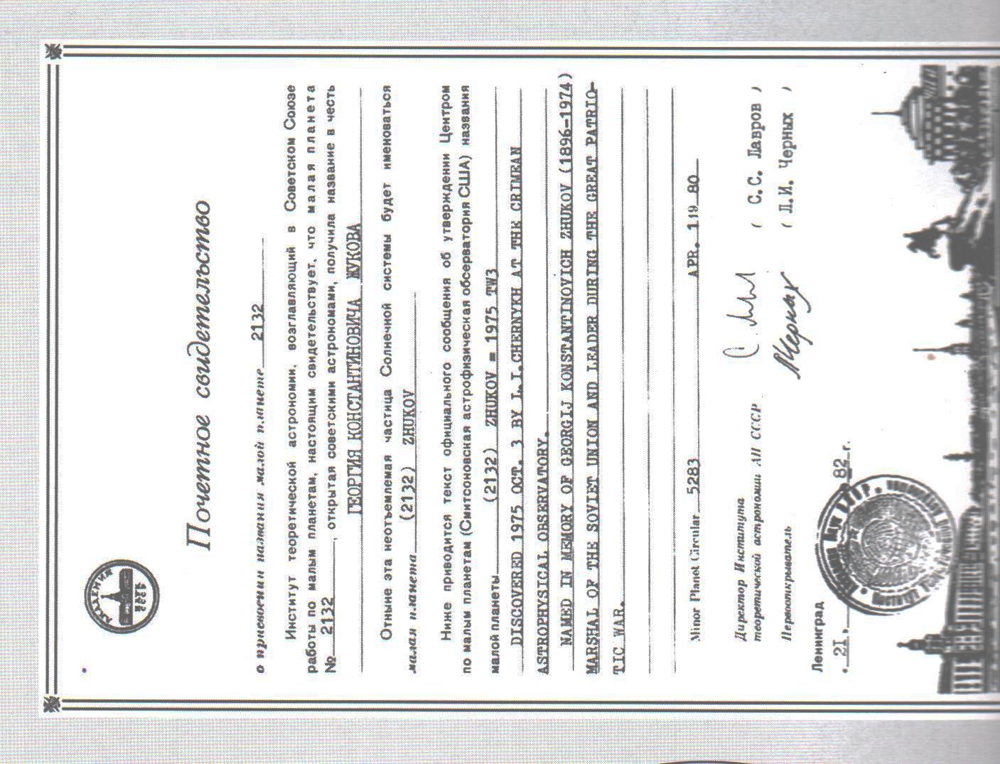 АКАДЕМИЯ
СССР
Почетное свидетельство
о присвоении названия малой планете 2132
Институт теоретической астрономии, возглавляющий в Советском Союзе
работы по малым планетам, настоящим свидетельствует, что малая планета
№ 2132, открытая советскими астрономами, получила название в честь
ГЕОРГИЯ КОНСТАНТИНОВИЧА ЖУКОВА
Отныне эта неотъемлемая частица Солнечной системы будет именоваться
малая планета (2132) ZHUKOV
Ниже приводится текст официального сообщения об утверждении Центром
по малым планетам (Смитсоновская астрофизическая обсерватория США) названия
малой планеты (2132) ZHUKOV = 1975 TW3
DISCOVERED 1975 OCT. 3 BY L.I.CHERNYKH AT THE CRIMEAN
ASTROPHYSICAL OBSERVATORY.
NAMED IN MEMORY OF GEORGIJ KONSTANTINOVICH ZHUKOV (1896-1974)
MARSHAL OF THE SOVIET UNION AND LEADER DURING THE GREAT PATRIO-
TIC WAR.
Minor Planet Circular 5283 APR. 1 1980
Директор Института
теоретической астрономии АН СССР ( С.С. Лавров )
Первооткрыватель Черных ( Л.И. Черных )
Ленинград
"21" 82 г.